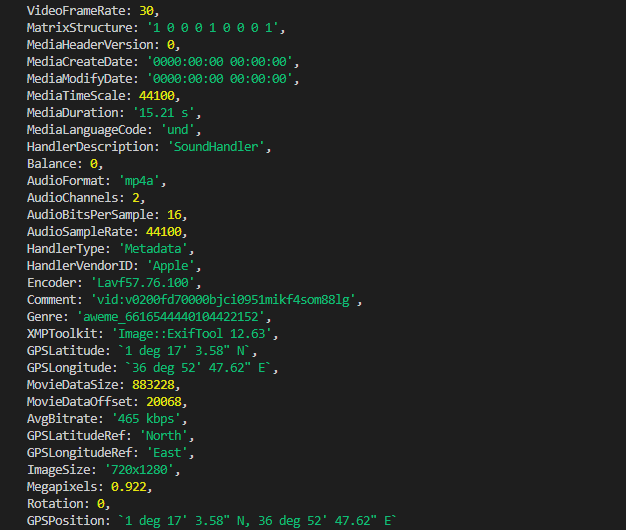 VideoFrameRate: 30,
MatrixStructure: '1 0 0 0 1 0 0 0 1',
MediaHeaderVersion: 0,
MediaCreateDate: '0000:00:00 00:00:00',
MediaModifyDate: '0000:00:00 00:00:00',
MediaTimeScale: 44100,
MediaDuration: '15.21 s',
MediaLanguageCode: 'und',
HandlerDescription: 'SoundHandler',
Balance: 0,
AudioFormat: 'mp4a',
AudioChannels: 2,
AudioBitsPerSample: 16,
AudioSampleRate: 44100,
HandlerType: 'Metadata',
HandlerVendorID: 'Apple',
Encoder: 'Lavf57.76.100',
Comment: 'vid:v0200fd70000bjci0951mikf4som88lg',
Genre: 'aweme_6616544440104422152',
XMPToolkit: 'Image::ExifTool 12.63',
GPSLatitude: `1 deg 17' 3.58" N`,
GPSLongitude: `36 deg 52' 47.62" E`,
MovieDataSize: 883228,
MovieDataOffset: 20068,
AvgBitrate: '465 kbps',
GPSLatitudeRef: 'North',
GPSLongitudeRef: 'East',
ImageSize: '720x1280',
Megapixels: 0.922,
Rotation: 0,
GPSPosition: `1 deg 17' 3.58" N, 36 deg 52' 47.62" E`